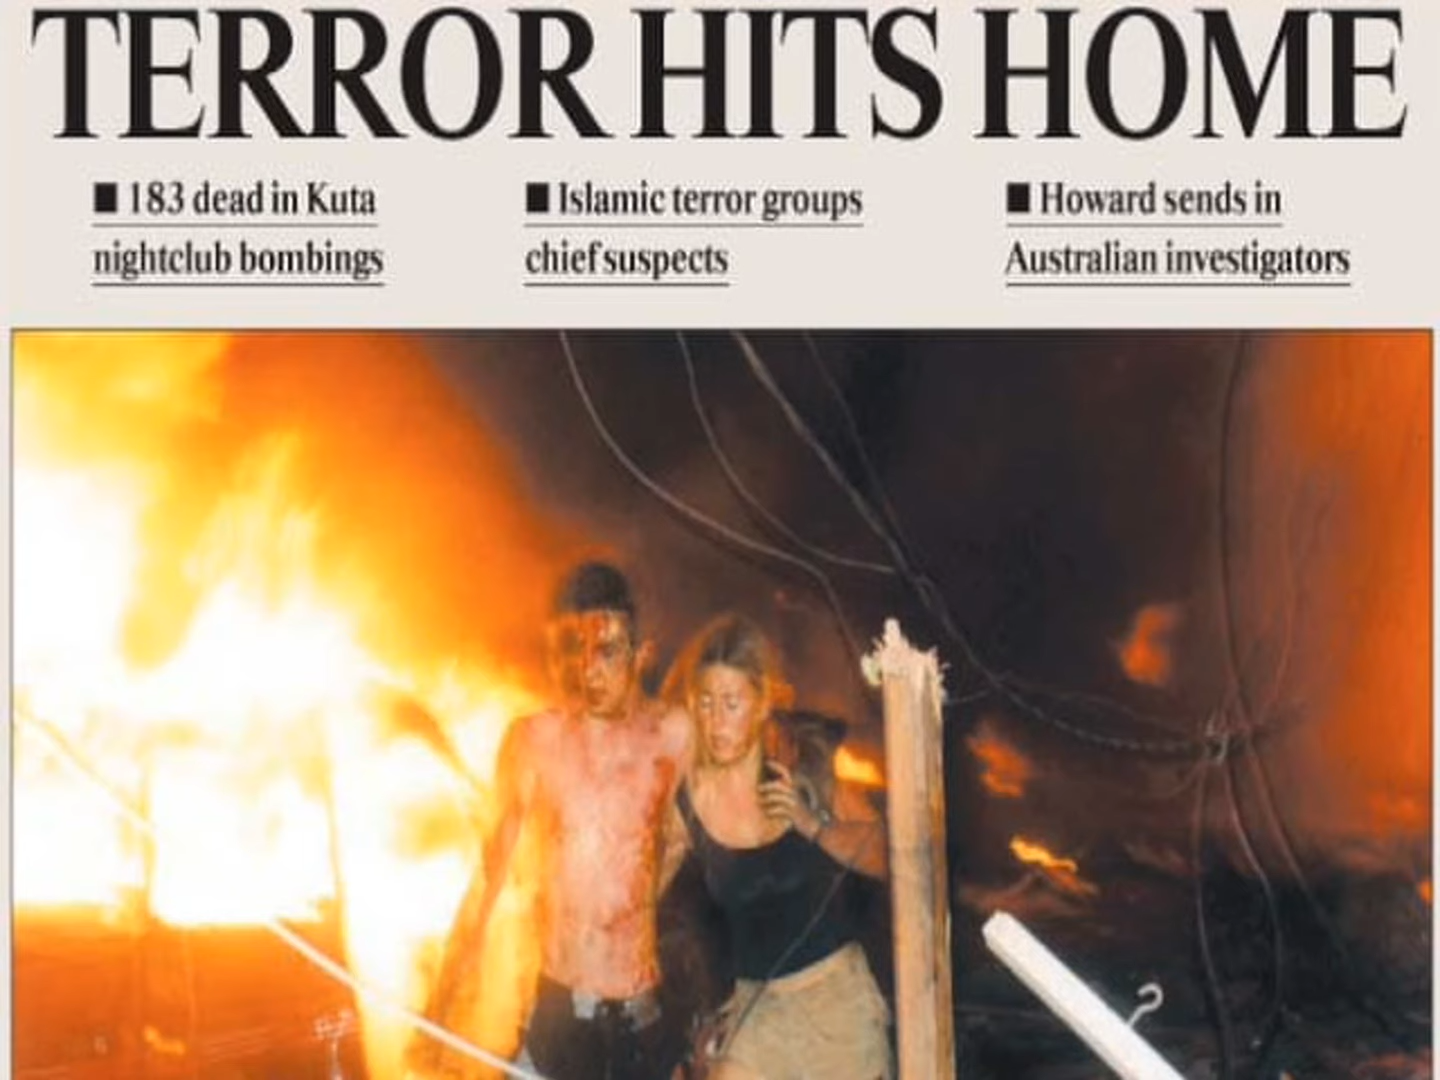 TERROR HITS HOME
■ 183 dead in Kuta
nightclub bombings
■ Islamic terror groups
chief suspects
■ Howard sends in
Australian investigators